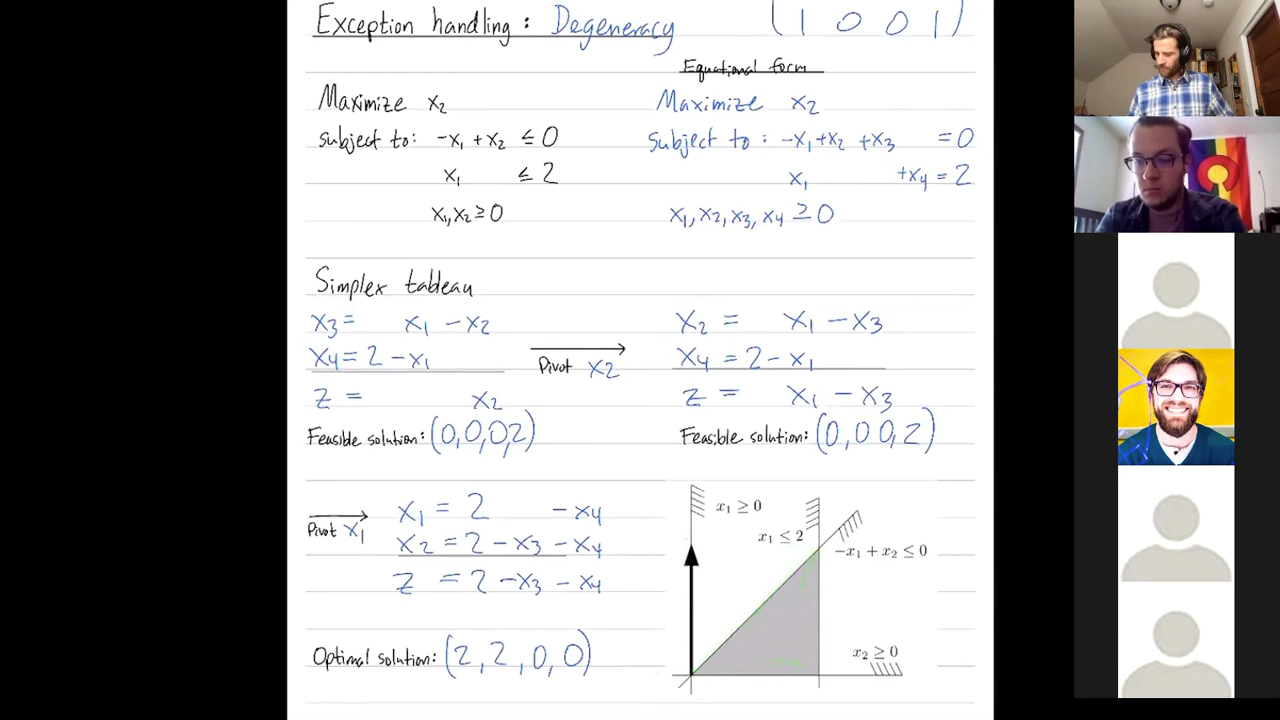 Exception handling: Degeneracy
( 1 0 0 1 )
Equational form
Maximize x₂
subject to: -x₁ + x₂ ≤ 0
x₁ ≤ 2
x₁, x₂ ≥ 0
Maximize x₂
subject to: -x₁ + x₂ + x₃ = 0
x₁ + x₄ = 2
x₁, x₂, x₃, x₄ ≥ 0
Simplex tableau
x₃ = x₁ - x₂
x₄ = 2 - x₁
z = x₂
Feasible solution: (0,0,0,2)
Pivot x₂
x₂ = x₁ - x₃
x₄ = 2 - x₁
z = x₁ - x₃
Feasible solution: (0,0 0,2)
Pivot x₁
x₁ = 2 - x₄
x₂ = 2 - x₃ - x₄
z = 2 - x₃ - x₄
Optimal solution: (2, 2, 0, 0)
x₁ ≥ 0
x₁ ≤ 2
-x₁ + x₂ ≤ 0
x₂ ≥ 0